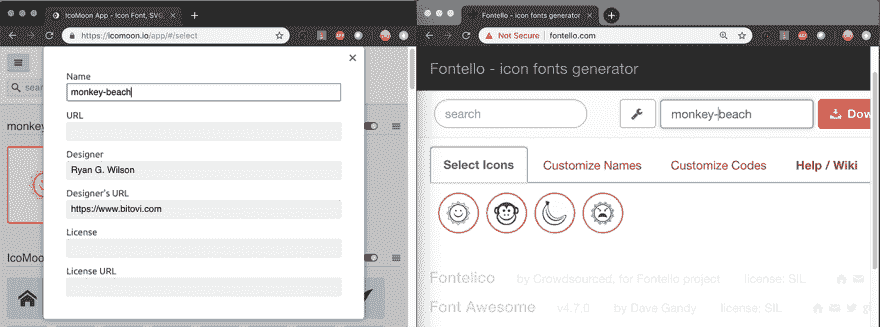 IcoMoon App - Icon Font, SVG,
https://icomoon.io/app/#/select
Name
monkey-beach
URL
Designer
Ryan G. Wilson
Designer's URL
https://www.bitovi.com
License
License URL
sear
monkey
IcoMoon
Fontello - icon fonts generator
Not Secure | fontello.com
Fontello - icon fonts generator
search
monkey-beach
Dow
Select Icons
Customize Names
Customize Codes
Help / Wiki
Fontelico by Crowdsourced, for Fontello project license: SIL
Font Awesome v4.7.0 by Dave Gandy license: SIL